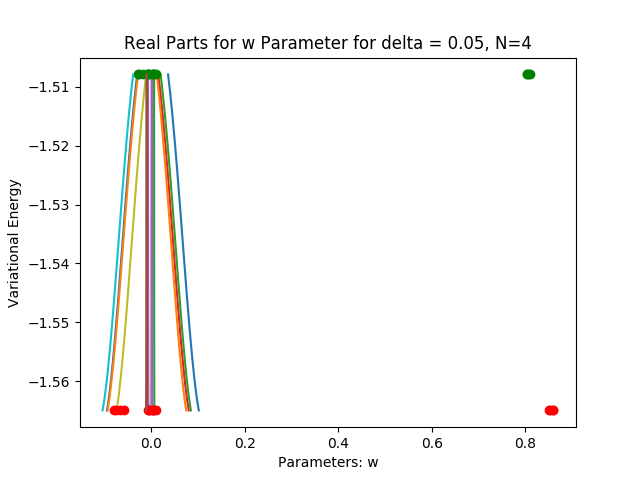 Real Parts for w Parameter for delta = 0.05, N=4
−1.51
−1.52
−1.53
−1.54
−1.55
−1.56
Variational Energy
0.0 0.2 0.4 0.6 0.8
Parameters: w